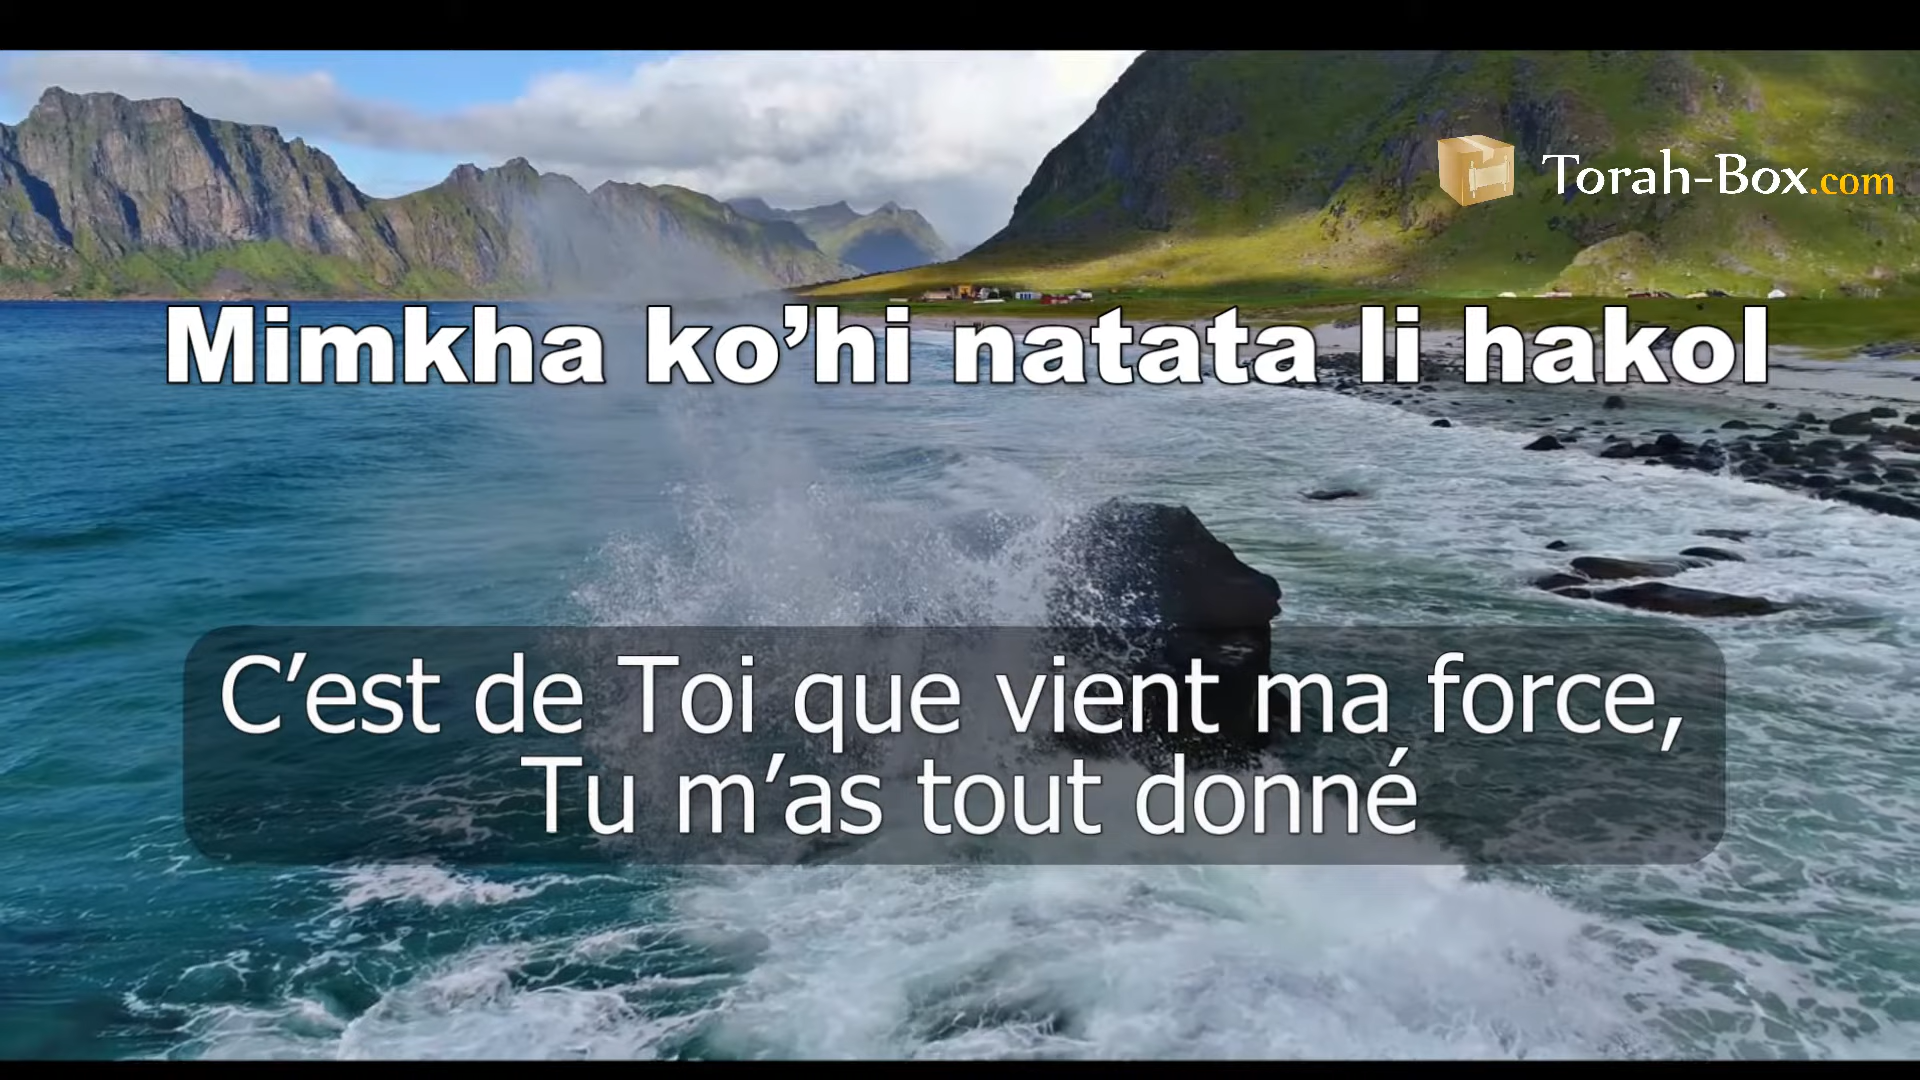 Torah-Box.com
Mimkha ko’hi natata li hakol
C’est de Toi que vient ma force,
Tu m’as tout donné